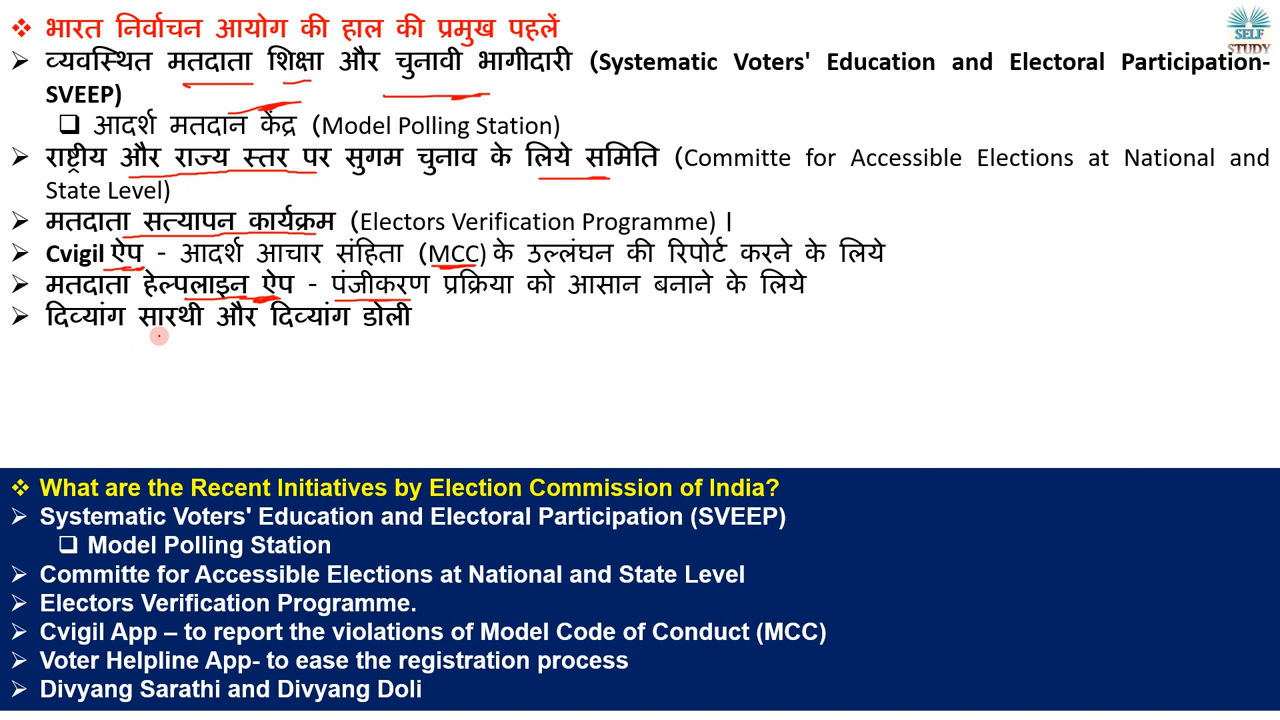 ❖ भारत निर्वाचन आयोग की हाल की प्रमुख पहलें
SELF
STUDY
➢ व्यवस्थित मतदाता शिक्षा और चुनावी भागीदारी (Systematic Voters' Education and Electoral Participation-
SVEEP)
❑ आदर्श मतदान केंद्र (Model Polling Station)
➢ राष्ट्रीय और राज्य स्तर पर सुगम चुनाव के लिये समिति (Committe for Accessible Elections at National and
State Level)
➢ मतदाता सत्यापन कार्यक्रम (Electors Verification Programme) ।
➢ Cvigil ऐप - आदर्श आचार संहिता (MCC) के उल्लंघन की रिपोर्ट करने के लिये
➢ मतदाता हेल्पलाइन ऐप - पंजीकरण प्रक्रिया को आसान बनाने के लिये
➢ दिव्यांग सारथी और दिव्यांग डोली
❖ What are the Recent Initiatives by Election Commission of India?
➢ Systematic Voters' Education and Electoral Participation (SVEEP)
❑ Model Polling Station
➢ Committe for Accessible Elections at National and State Level
➢ Electors Verification Programme.
➢ Cvigil App – to report the violations of Model Code of Conduct (MCC)
➢ Voter Helpline App- to ease the registration process
➢ Divyang Sarathi and Divyang Doli